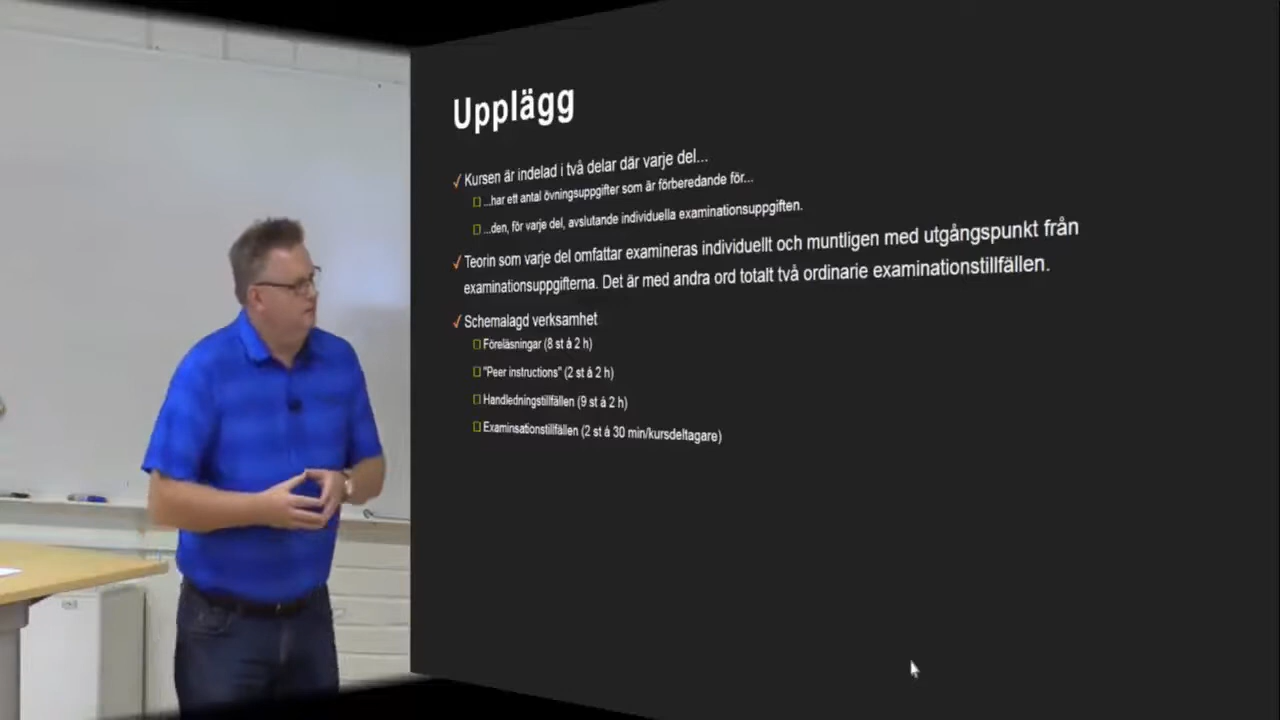 Upplägg
Kursen är indelad i två delar där varje del...
...har ett antal övningsuppgifter som är förberedande för...
...den, för varje del, avslutande individuella examinationsuppgiften.
Teorin som varje del omfattar examineras individuellt och muntligen med utgångspunkt från
examinationsuppgifterna. Det är med andra ord totalt två ordinarie examinationstillfällen.
Schemalagd verksamhet
Föreläsningar (8 st á 2 h)
"Peer instructions" (2 st á 2 h)
Handledningstillfällen (9 st á 2 h)
Examinsationstillfällen (2 st á 30 min/kursdeltagare)